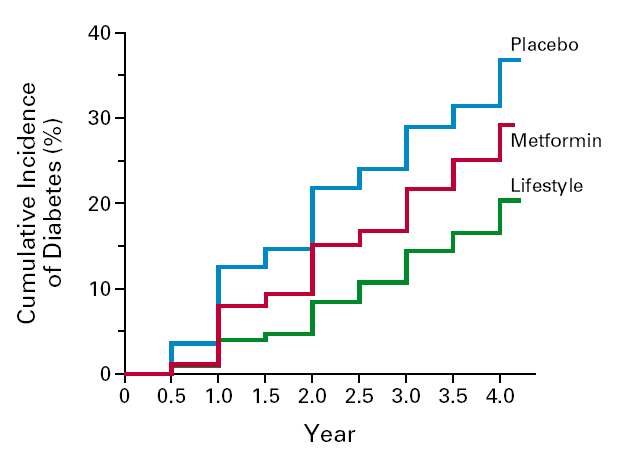 40
Placebo
30
Metformin
Lifestyle
20
10
0
Cumulative Incidence
of Diabetes (%)
0 0.5 1.0 1.5 2.0 2.5 3.0 3.5 4.0
Year